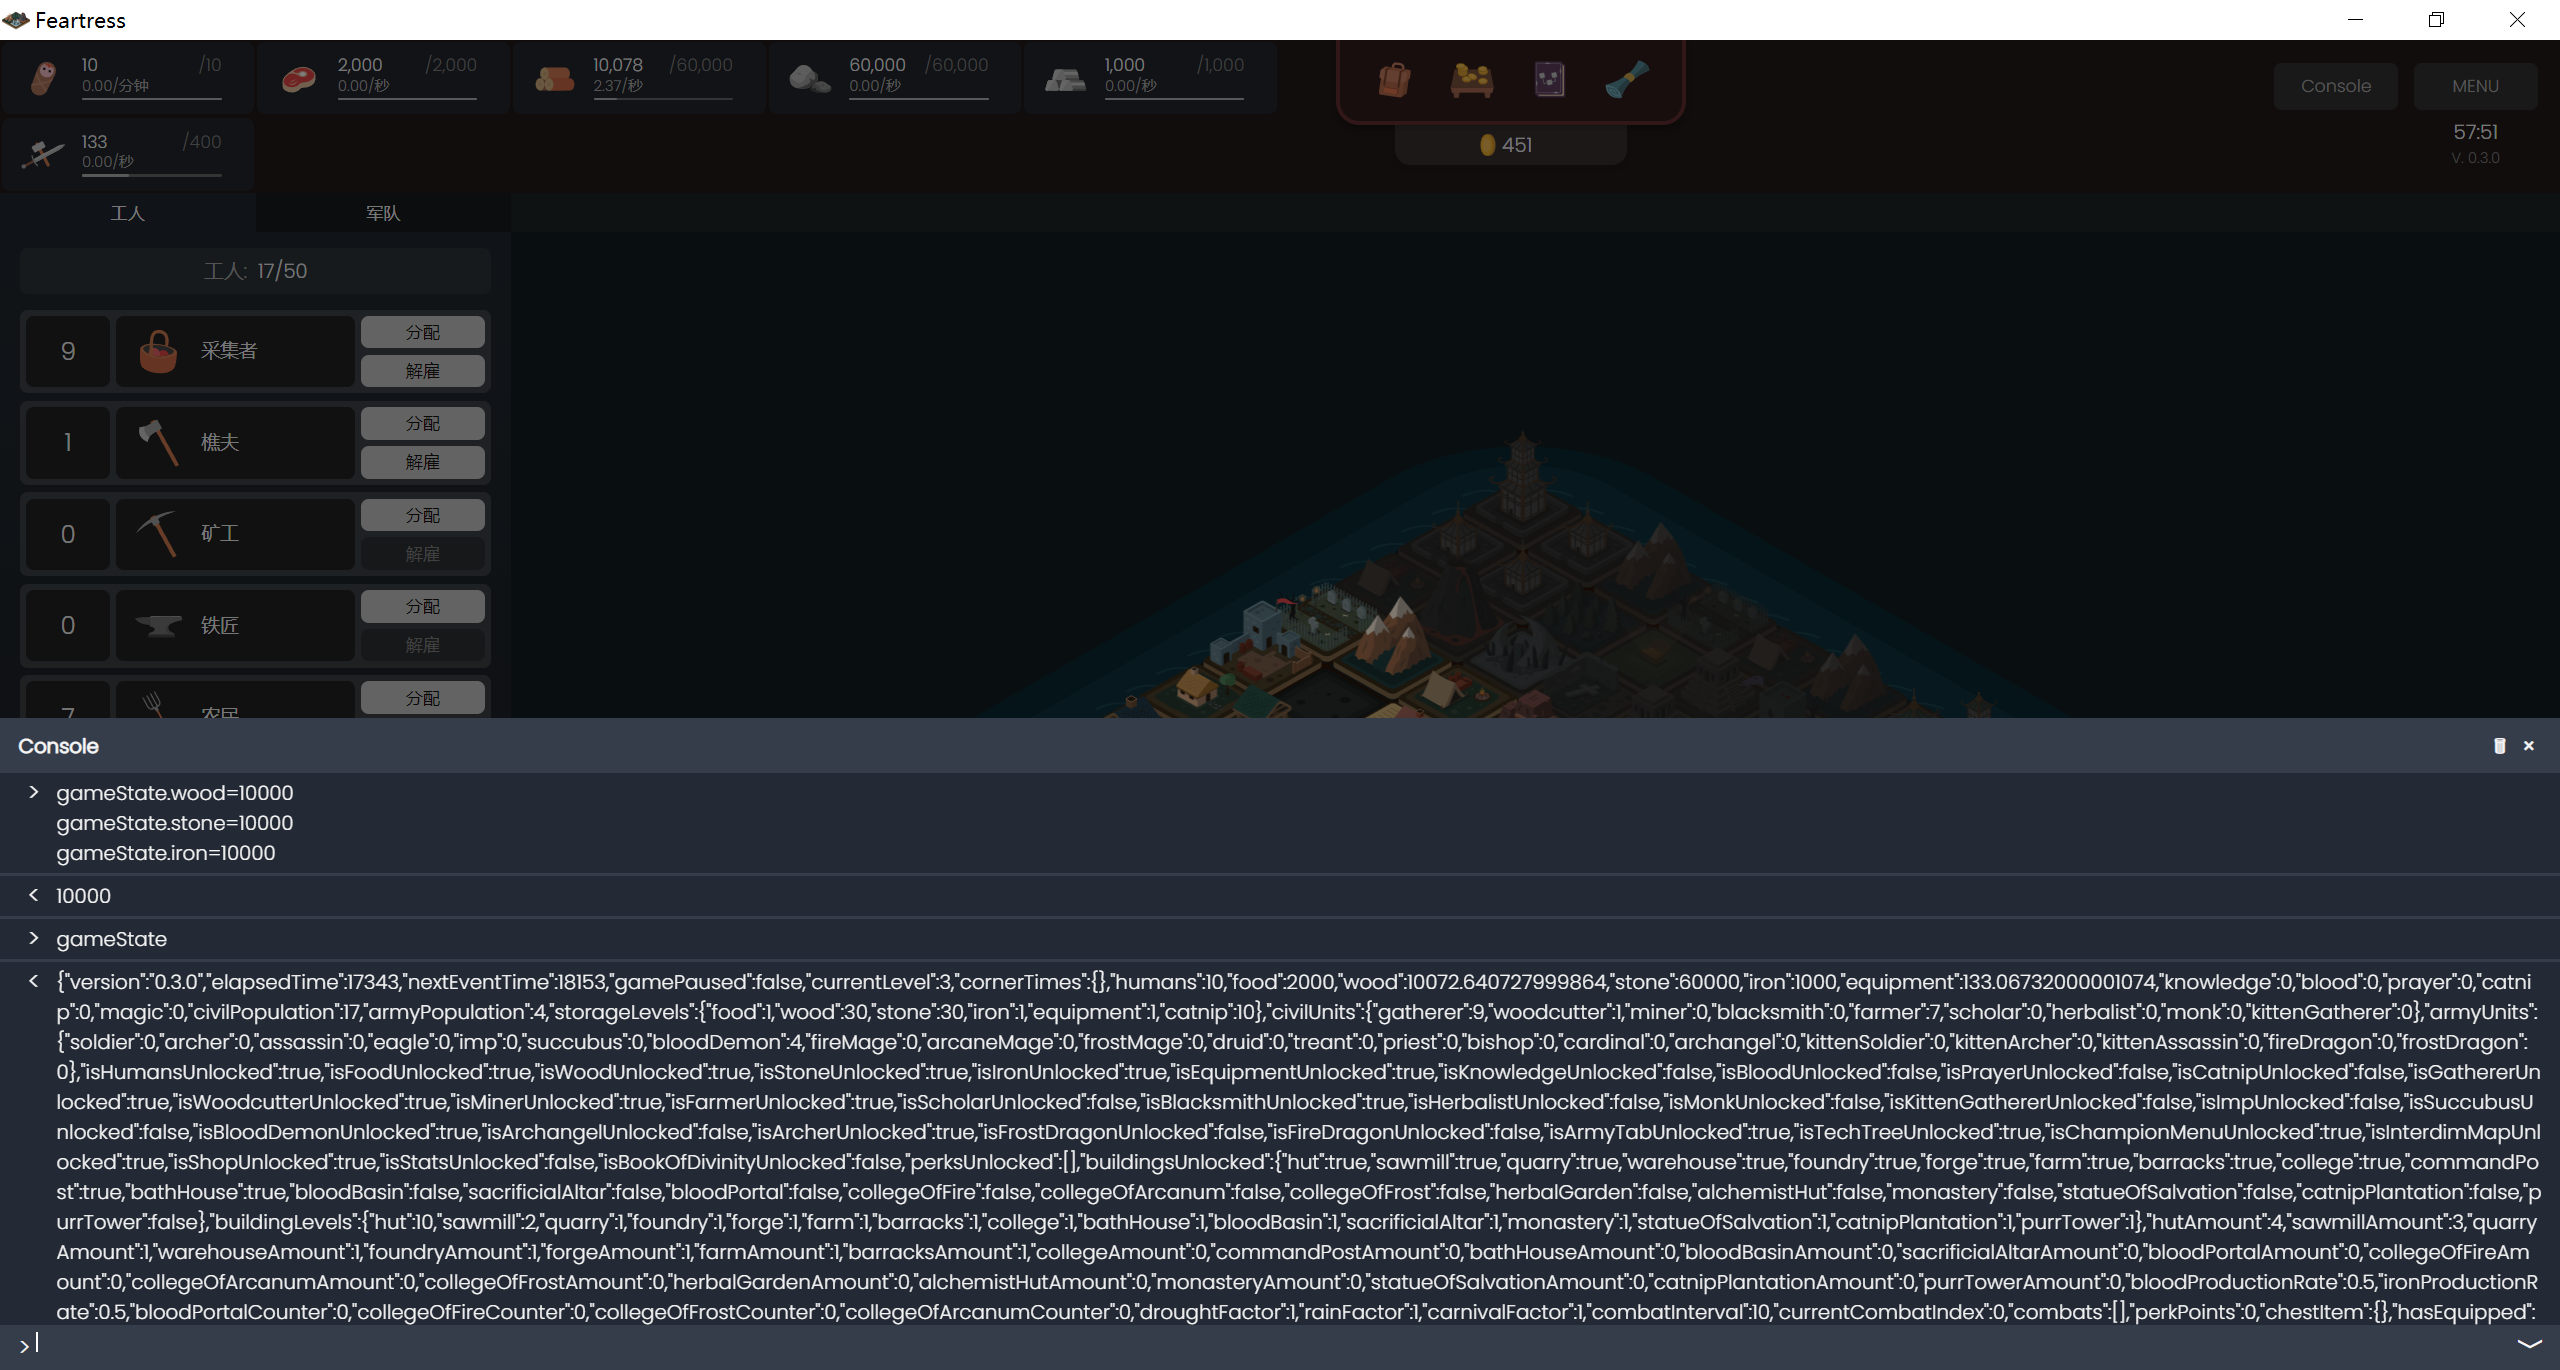 Feartress
10 /10
0.00/分钟
2,000 /2,000
0.00/秒
10,078 /60,000
2.37/秒
60,000 /60,000
0.00/秒
1,000 /1,000
0.00/秒
Console
MENU
133 /400
0.00/秒
451
57:51
V. 0.3.0
工人
军队
工人: 17/50
9 采集者 分配
解雇
1 樵夫 分配
解雇
0 矿工 分配
解雇
0 铁匠 分配
解雇
7 农民 分配
Console
> gameState.wood=10000
gameState.stone=10000
gameState.iron=10000
< 10000
> gameState
< {"version":"0.3.0","elapsedTime":17343,"nextEventTime":18153,"gamePaused":false,"currentLevel":3,"cornerTimes":{},"humans":10,"food":2000,"wood":10072.640727999864,"stone":60000,"iron":1000,"equipment":133.06732000001074,"knowledge":0,"blood":0,"prayer":0,"catni
p":0,"magic":0,"civilPopulation":17,"armyPopulation":4,"storageLevels":{"food":1,"wood":30,"stone":30,"iron":1,"equipment":1,"catnip":10},"civilUnits":{"gatherer":9,"woodcutter":1,"miner":0,"blacksmith":0,"farmer":7,"scholar":0,"herbalist":0,"monk":0,"kittenGatherer":0},"armyUnits":
{"soldier":0,"archer":0,"assassin":0,"eagle":0,"imp":0,"succubus":0,"bloodDemon":4,"fireMage":0,"arcaneMage":0,"frostMage":0,"druid":0,"treant":0,"priest":0,"bishop":0,"cardinal":0,"archangel":0,"kittenSoldier":0,"kittenArcher":0,"kittenAssassin":0,"fireDragon":0,"frostDragon":
0},"isHumansUnlocked":true,"isFoodUnlocked":true,"isWoodUnlocked":true,"isStoneUnlocked":true,"isIronUnlocked":true,"isEquipmentUnlocked":true,"isKnowledgeUnlocked":false,"isBloodUnlocked":false,"isPrayerUnlocked":false,"isCatnipUnlocked":false,"isGathererUn
locked":true,"isWoodcutterUnlocked":true,"isMinerUnlocked":true,"isFarmerUnlocked":true,"isScholarUnlocked":false,"isBlacksmithUnlocked":true,"isHerbalistUnlocked":false,"isMonkUnlocked":false,"isKittenGathererUnlocked":false,"isImpUnlocked":false,"isSuccubusU
nlocked":false,"isBloodDemonUnlocked":true,"isArchangelUnlocked":false,"isArcherUnlocked":true,"isFrostDragonUnlocked":false,"isFireDragonUnlocked":false,"isArmyTabUnlocked":true,"isTechTreeUnlocked":true,"isChampionMenuUnlocked":true,"isInterdimMapUnl
ocked":true,"isShopUnlocked":true,"isStatsUnlocked":false,"isBookOfDivinityUnlocked":false,"perksUnlocked":[],"buildingsUnlocked":{"hut":true,"sawmill":true,"quarry":true,"warehouse":true,"foundry":true,"forge":true,"farm":true,"barracks":true,"college":true,"commandPo
st":true,"bathHouse":true,"bloodBasin":false,"sacrificialAltar":false,"bloodPortal":false,"collegeOfFire":false,"collegeOfArcanum":false,"collegeOfFrost":false,"herbalGarden":false,"alchemistHut":false,"monastery":false,"statueOfSalvation":false,"catnipPlantation":false,"p
urrTower":false},"buildingLevels":{"hut":10,"sawmill":2,"quarry":1,"foundry":1,"forge":1,"farm":1,"barracks":1,"college":1,"bathHouse":1,"bloodBasin":1,"sacrificialAltar":1,"monastery":1,"statueOfSalvation":1,"catnipPlantation":1,"purrTower":1},"hutAmount":4,"sawmillAmount":3,"quarry
Amount":1,"warehouseAmount":1,"foundryAmount":1,"forgeAmount":1,"farmAmount":1,"barracksAmount":1,"collegeAmount":0,"commandPostAmount":0,"bathHouseAmount":0,"bloodBasinAmount":0,"sacrificialAltarAmount":0,"bloodPortalAmount":0,"collegeOfFireAm
ount":0,"collegeOfArcanumAmount":0,"collegeOfFrostAmount":0,"herbalGardenAmount":0,"alchemistHutAmount":0,"monasteryAmount":0,"statueOfSalvationAmount":0,"catnipPlantationAmount":0,"purrTowerAmount":0,"bloodProductionRate":0.5,"ironProductionR
ate":0.5,"bloodPortalCounter":0,"collegeOfFireCounter":0,"collegeOfFrostCounter":0,"collegeOfArcanumCounter":0,"droughtFactor":1,"rainFactor":1,"carnivalFactor":1,"combatInterval":10,"currentCombatIndex":0,"combats":[],"perkPoints":0,"chestItem":{},"hasEquipped":
>